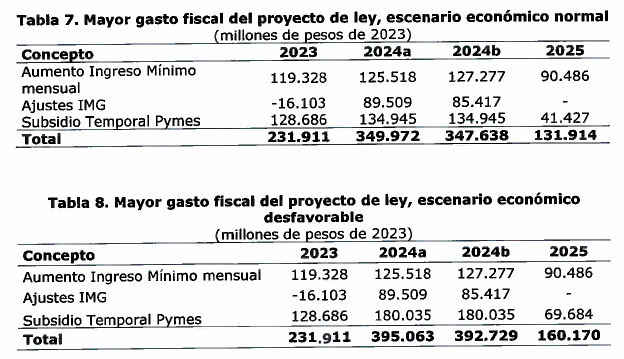 Tabla 7. Mayor gasto fiscal del proyecto de ley, escenario económico normal
(millones de pesos de 2023)
Concepto 2023 2024a 2024b 2025
Aumento Ingreso Mínimo
mensual 119.328 125.518 127.277 90.486
Ajustes IMG -16.103 89.509 85.417 -
Subsidio Temporal Pymes 128.686 134.945 134.945 41.427
Total 231.911 349.972 347.638 131.914
Tabla 8. Mayor gasto fiscal del proyecto de ley, escenario económico
desfavorable
(millones de pesos de 2023)
Concepto 2023 2024a 2024b 2025
Aumento Ingreso Mínimo mensual 119.328 125.518 127.277 90.486
Ajustes IMG -16.103 89.509 85.417 -
Subsidio Temporal Pymes 128.686 180.035 180.035 69.684
Total 231.911 395.063 392.729 160.170